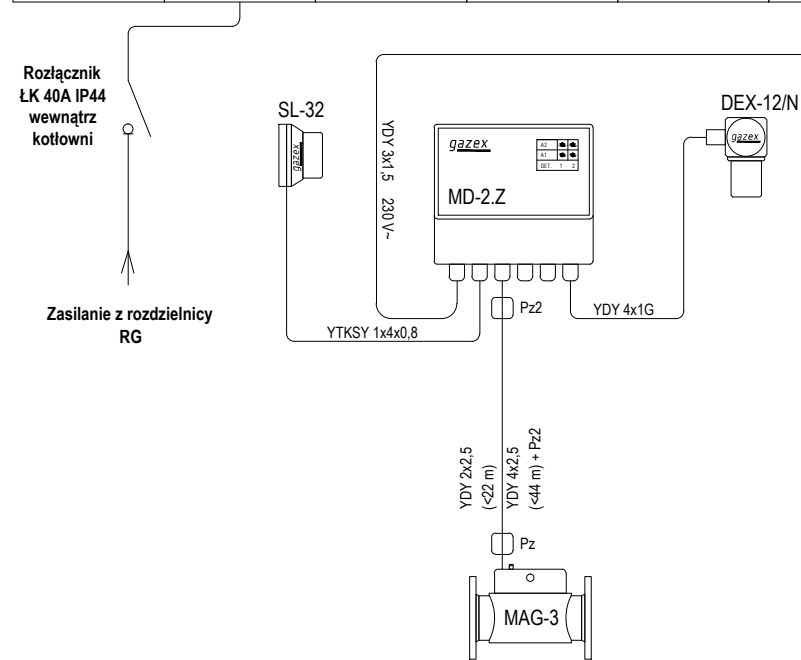 Rozłącznik
ŁK 40A IP44
wewnątrz
kotłowni
Zasilanie z rozdzielnicy
RG
SL-32
gazex
YDY 3x1,5 230 V~
YTKSY 1x4x0,8
gazex
A2
A1
DET. 1 2
MD-2.Z
DEX-12/N
gazex
Pz2
YDY 4x1G
YDY 2x2,5
(<22 m)
YDY 4x2,5
(<44 m) + Pz2
Pz
MAG-3